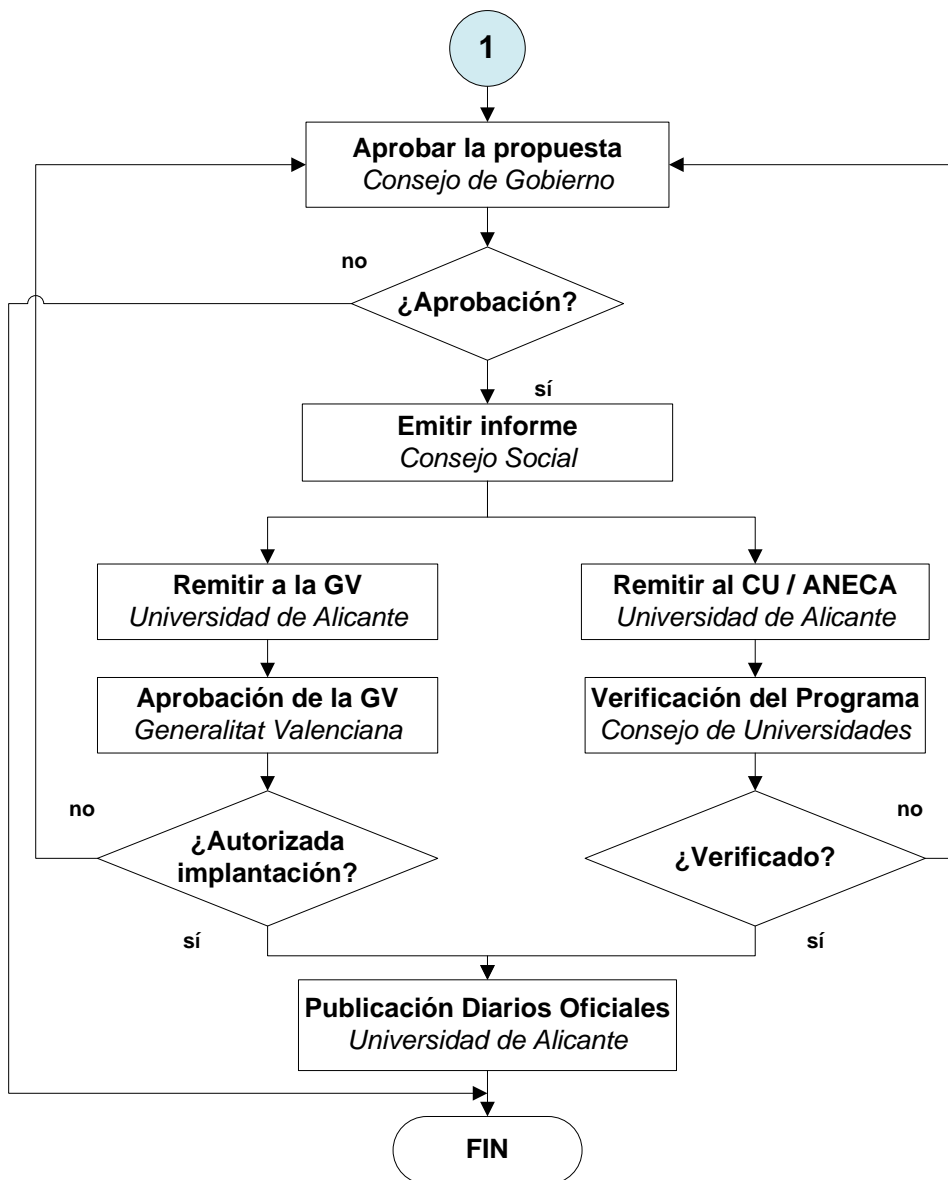 1
Aprobar la propuesta
Consejo de Gobierno
no
¿Aprobación?
sí
Emitir informe
Consejo Social
Remitir a la GV
Universidad de Alicante
Remitir al CU / ANECA
Universidad de Alicante
Aprobación de la GV
Generalitat Valenciana
Verificación del Programa
Consejo de Universidades
no
¿Autorizada
implantación?
sí
no
¿Verificado?
sí
Publicación Diarios Oficiales
Universidad de Alicante
FIN